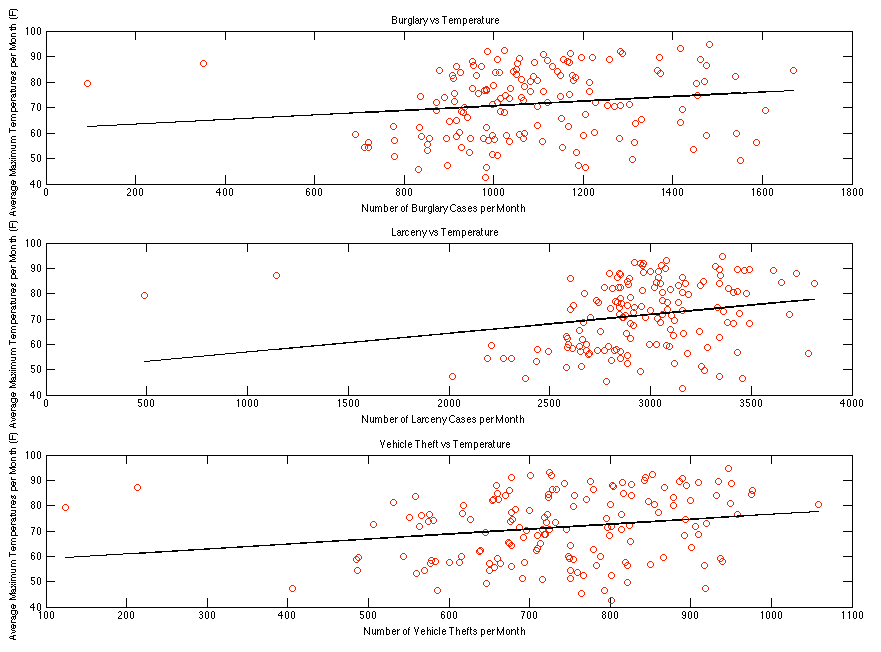 Burglary vs Temperature
Average Maximum Temperatures per Month (F)
100
90
80
70
60
50
40
0 200 400 600 800 1000 1200 1400 1600 1800
Number of Burglary Cases per Month
Larceny vs Temperature
Average Maximum Temperatures per Month (F)
100
90
80
70
60
50
40
0 500 1000 1500 2000 2500 3000 3500 4000
Number of Larceny Cases per Month
Vehicle Theft vs Temperature
Average Maximum Temperatures per Month (F)
100
90
80
70
60
50
40
100 200 300 400 500 600 700 800 900 1000 1100
Number of Vehicle Thefts per Month